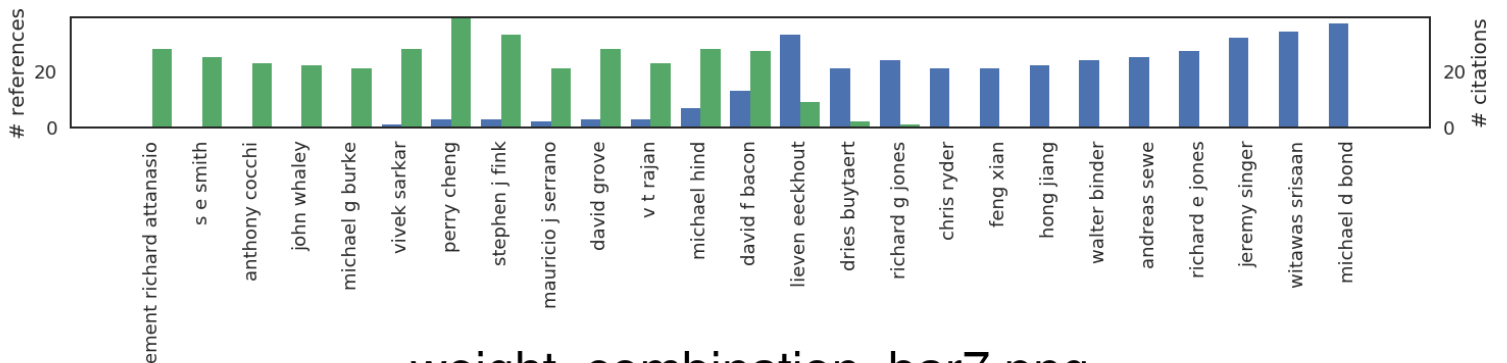 # references
20
0
# citations
20
0
ement richard attanasio
s e smith
anthony cocchi
john whaley
michael g burke
vivek sarkar
perry cheng
stephen j fink
mauricio j serrano
david grove
v t rajan
michael hind
david f bacon
lieven eeckhout
dries buytaert
richard g jones
chris ryder
feng xian
hong jiang
walter binder
andreas sewe
richard e jones
jeremy singer
witawas srisaan
michael d bond
weight_combination_bar7.png